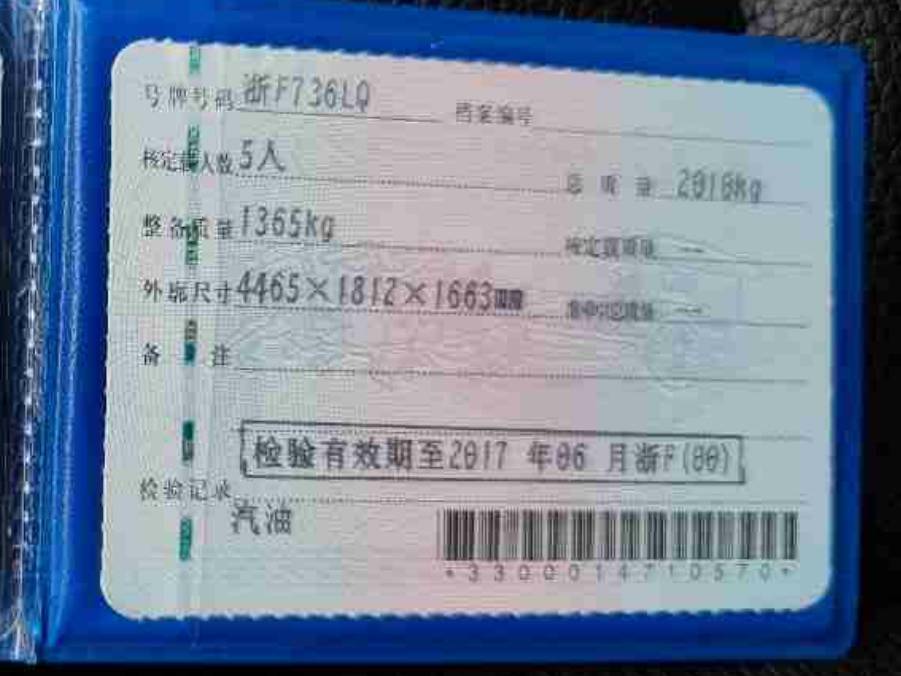 号牌号码 浙F736LQ 档案编号
核定载人数 5人 总质量 2010kg
整备质量 1365kg 核定载质量 --
外廓尺寸 4465×1812×1663mm 准牵引总质量 --
备注
检验有效期至2017 年06 月浙F(00)
检验记录
汽油
*3300014710570*